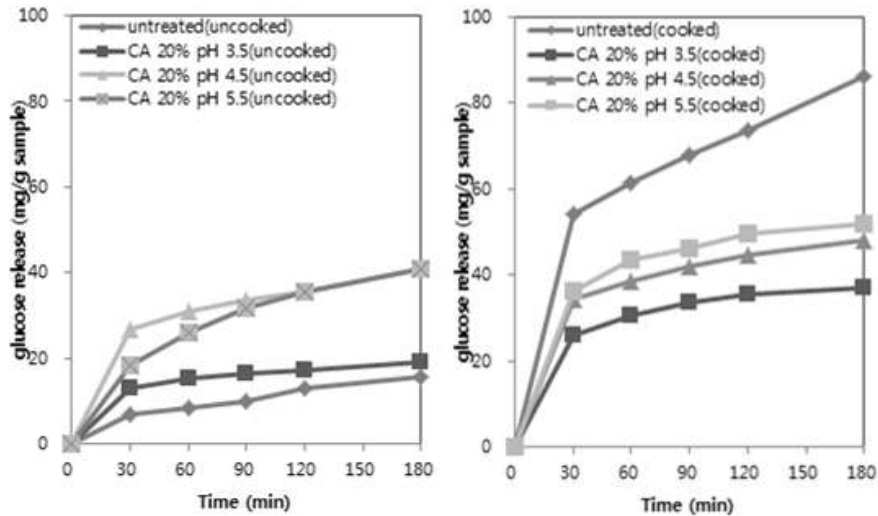 glucose release (mg/g sample)
100
80
60
40
20
0
untreated(uncooked)
CA 20% pH 3.5(uncooked)
CA 20% pH 4.5(uncooked)
CA 20% pH 5.5(uncooked)
0 30 60 90 120 150 180
Time (min)
glucose release (mg/g sample)
100
80
60
40
20
0
untreated(cooked)
CA 20% pH 3.5(cooked)
CA 20% pH 4.5(cooked)
CA 20% pH 5.5(cooked)
0 30 60 90 120 150 180
Time (min)